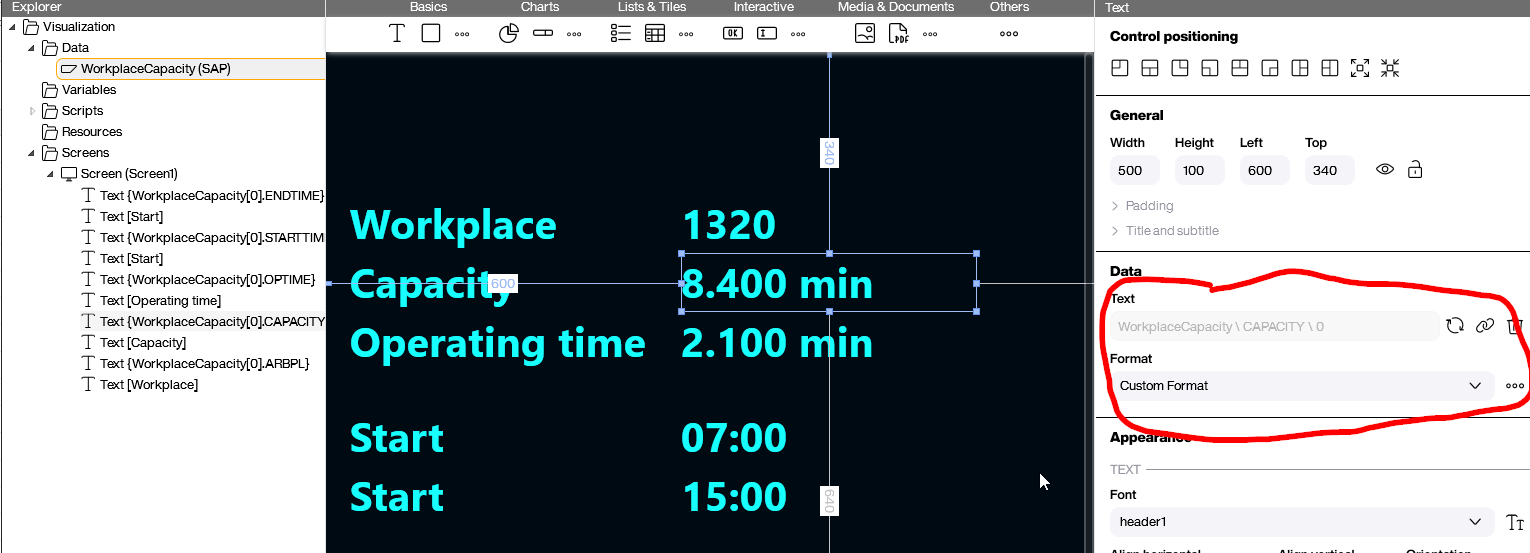 Explorer
Visualization
Data
WorkplaceCapacity (SAP)
Variables
Scripts
Resources
Screens
Screen (Screen1)
Text {WorkplaceCapacity[0].ENDTIME}
Text [Start]
Text {WorkplaceCapacity[0].STARTTIM
Text [Start]
Text {WorkplaceCapacity[0].OPTIME}
Text [Operating time]
Text {WorkplaceCapacity[0].CAPACITY
Text [Capacity]
Text {WorkplaceCapacity[0].ARBPL}
Text [Workplace]
Basics Charts Lists & Tiles Interactive Media & Documents Others
OK PDF
340
Workplace 1320
Capacity 600 8.400 min
Operating time 2.100 min
Start 07:00
Start 15:00
640
Text
Control positioning
General
Width Height Left Top
500 100 600 340
Padding
Title and subtitle
Data
Text
WorkplaceCapacity \ CAPACITY \ 0
Format
Custom Format
Appearance
TEXT
Font
header1